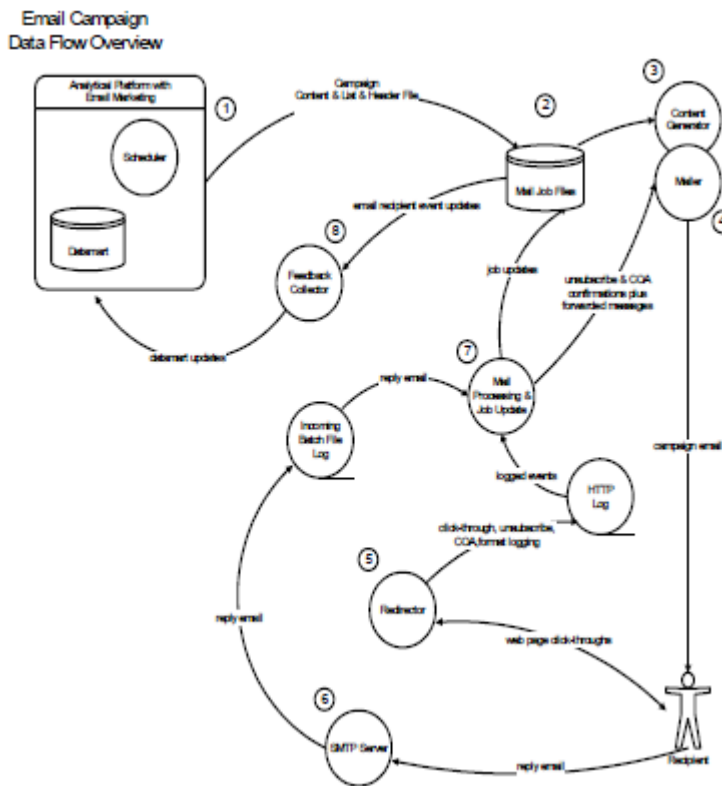 Email Campaign
Data Flow Overview
Analytical Platform with
Email Marketing
1
Scheduler
Datamart
Campaign
Content & List & Header File
2
Mail Job Files
3
Content
Generator
Mailer
4
email recipient event updates
8
Feedback
Collector
datamart updates
job updates
unsubscribe & COA
confirmations plus
forwarded messages
7
Mail
Processing &
Job Update
reply email
Incoming
Batch File
Log
logged events
HTTP
Log
campaign email
click-through, unsubscribe,
COA,format logging
5
Redirector
reply email
web page click-throughs
6
SMTP Server
reply email
Recipient